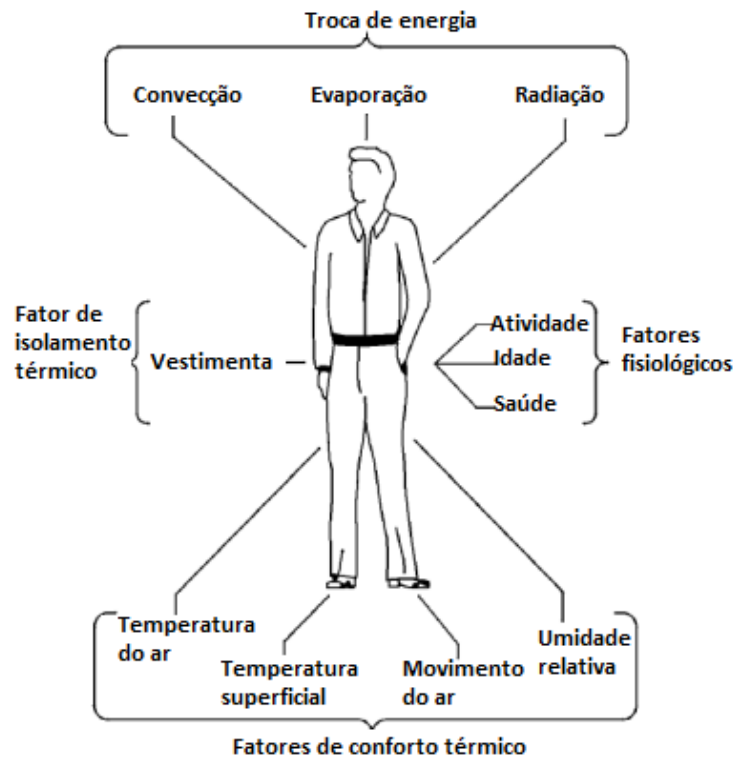 Troca de energia
Convecção
Evaporação
Radiação
Fator de
isolamento
térmico
Vestimenta
Atividade
Idade
Saúde
Fatores
fisiológicos
Temperatura
do ar
Temperatura
superficial
Movimento
do ar
Umidade
relativa
Fatores de conforto térmico